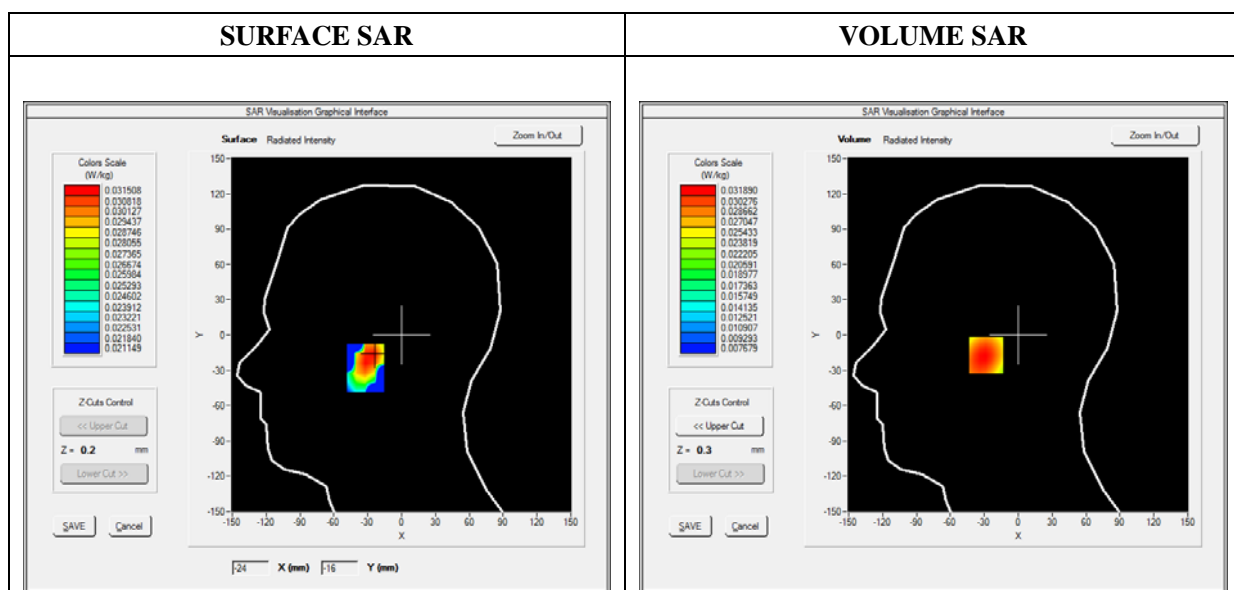 SURFACE SAR
VOLUME SAR
SAR Visualisation Graphical Interface
Surface Radiated Intensity
Zoom In/Out
Colors Scale
(W/kg)
0.031508
0.030818
0.030127
0.029437
0.028746
0.028055
0.027365
0.026674
0.025984
0.025293
0.024602
0.023912
0.023221
0.022531
0.021840
0.021149
150
120
90
60
30
0
-30
-60
-90
-120
-150
Y
-150 -120 -90 -60 -30 0 30 60 90 120 150
X
Z-Cuts Control
<< Upper Cut
Z = 0.2 mm
Lower Cut >>
SAVE Cancel
-24 X (mm) -16 Y (mm)
SAR Visualisation Graphical Interface
Volume Radiated Intensity
Zoom In/Out
Colors Scale
(W/kg)
0.031890
0.030276
0.028662
0.027047
0.025433
0.023819
0.022205
0.020591
0.018977
0.017363
0.015749
0.014135
0.012521
0.010907
0.009293
0.007679
150
120
90
60
30
0
-30
-60
-90
-120
-150
Y
-150 -120 -90 -60 -30 0 30 60 90 120 150
X
Z-Cuts Control
<< Upper Cut
Z = 0.3 mm
Lower Cut >>
SAVE Cancel